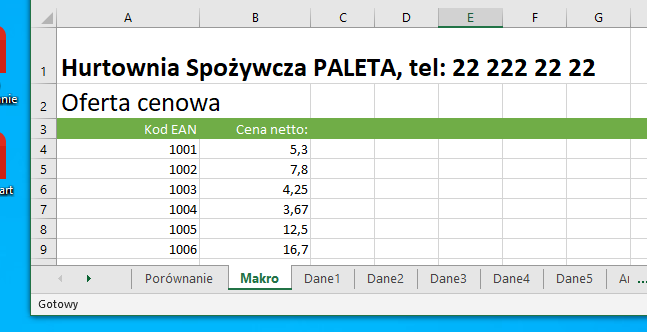 A B C D E F G
1 Hurtownia Spożywcza PALETA, tel: 22 222 22 22
2 Oferta cenowa
3 Kod EAN Cena netto:
4 1001 5,3
5 1002 7,8
6 1003 4,25
7 1004 3,67
8 1005 12,5
9 1006 16,7
nie
art
Porównanie Makro Dane1 Dane2 Dane3 Dane4 Dane5 ...
Gotowy